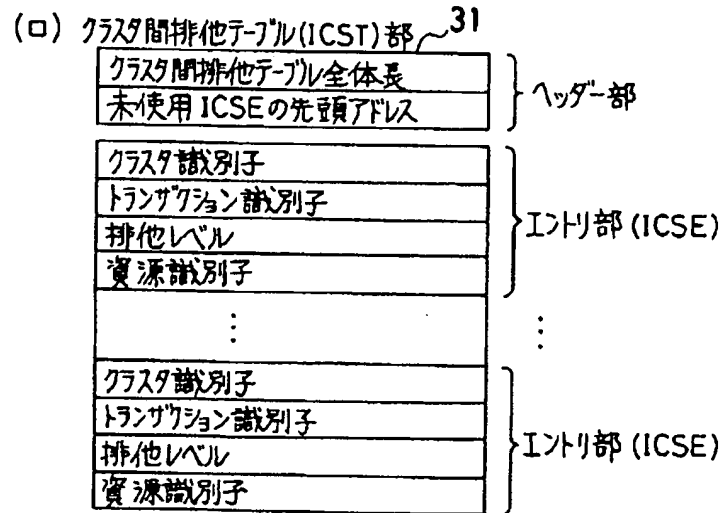 (ロ) クラスタ間排他テーブル(ICST)部 31
クラスタ間排他テーブル全体長
未使用ICSEの先頭アドレス
ヘッダー部
クラスタ識別子
トランザクション識別子
排他レベル
資源識別子
エントリ部(ICSE)
⋮
⋮
クラスタ識別子
トランザクション識別子
排他レベル
資源識別子
エントリ部(ICSE)